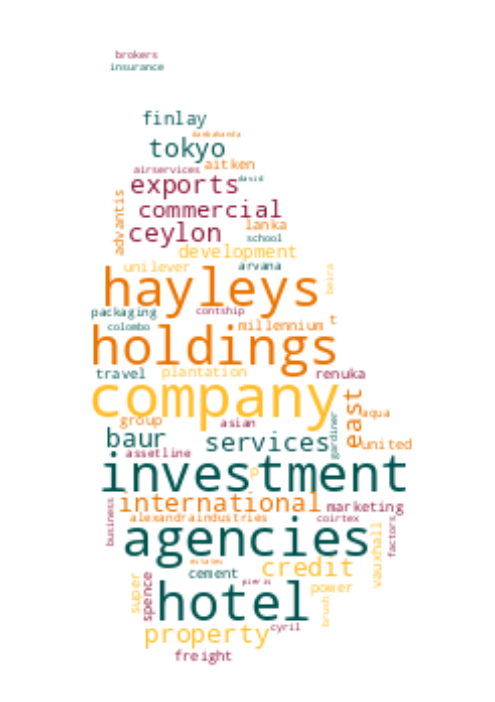 brokers
insurance
finlay
dambakanda
tokyo
aitken
airservices
david
exports
commercial
advantis
lanka
ceylon
school
development
unilever
arvana
hayleys
beira
packaging
contship
colombo
millennium
t
holdings
travel
plantation
renuka
company
east
aqua
group
asian
gardiner
baur
services
united
assetline
investment
p
international
marketing
business
alexandraindustries
coirtex
factors
agencies
vauxhall
estates
credit
cement
super
spence
pieris
power
hotel
brush
property
cyril
freight